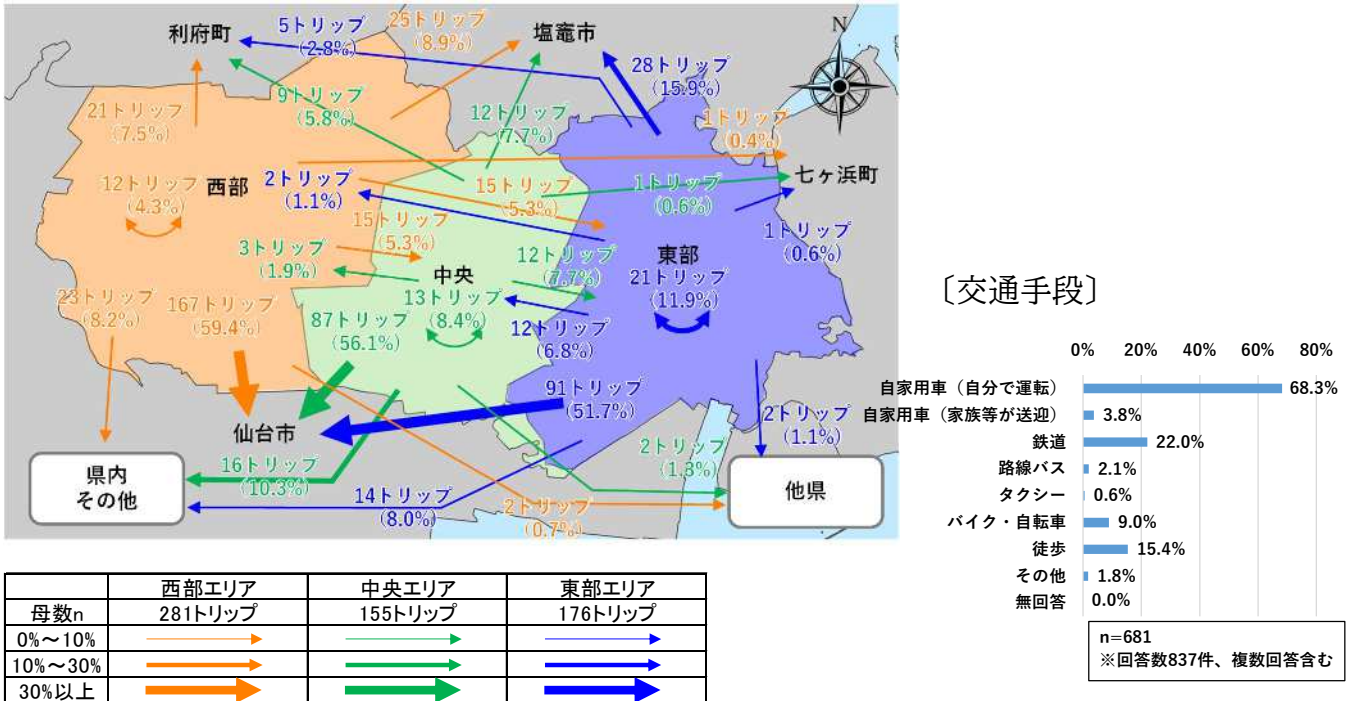 利府町
5トリップ
(2.8%)
25トリップ
(8.9%)
塩竈市
N
28トリップ
(15.9%)
21トリップ
(7.5%)
9トリップ
(5.8%)
12トリップ
(7.7%)
1トリップ
(0.4%)
12トリップ
(4.3%)
西部
2トリップ
(1.1%)
15トリップ
(5.3%)
1トリップ
(0.6%)
七ヶ浜町
15トリップ
(5.3%)
1トリップ
(0.6%)
3トリップ
(1.9%)
中央
12トリップ
(7.7%)
東部
21トリップ
(11.9%)
23トリップ
(8.2%)
167トリップ
(59.4%)
87トリップ
(56.1%)
13トリップ
(8.4%)
12トリップ
(6.8%)
91トリップ
(51.7%)
2トリップ
(1.1%)
仙台市
県内
その他
16トリップ
(10.3%)
14トリップ
(8.0%)
2トリップ
(0.7%)
2トリップ
(1.3%)
他県
西部エリア 中央エリア 東部エリア
母数n 281トリップ 155トリップ 176トリップ
0%～10%
10%～30%
30%以上
〔交通手段〕
0% 20% 40% 60% 80%
自家用車（自分で運転） 68.3%
自家用車（家族等が送迎） 3.8%
鉄道 22.0%
路線バス 2.1%
タクシー 0.6%
バイク・自転車 9.0%
徒歩 15.4%
その他 1.8%
無回答 0.0%
n=681
※回答数837件、複数回答含む